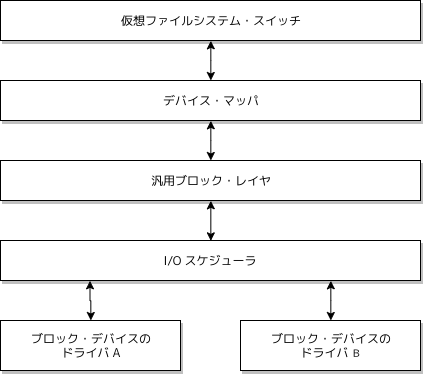 仮想ファイルシステム・スイッチ
デバイス・マッパ
汎用ブロック・レイヤ
I/O スケジューラ
ブロック・デバイスの
ドライバ A
ブロック・デバイスの
ドライバ B